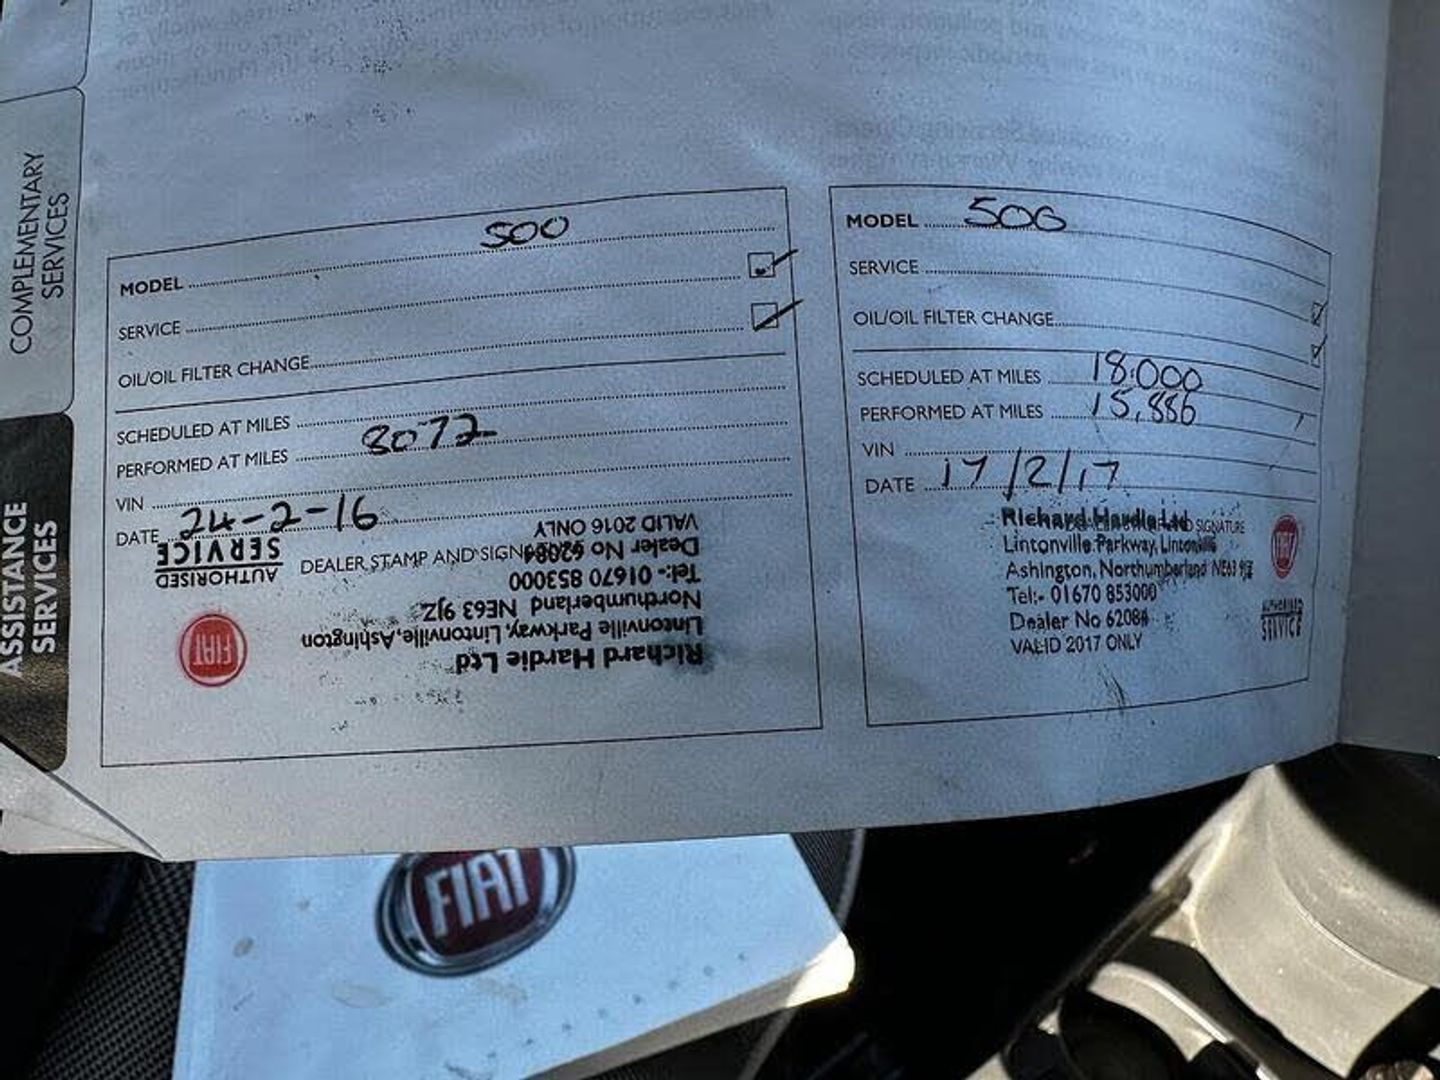 COMPLEMENTARY
SERVICES
ASSISTANCE
SERVICES
500
MODEL
SERVICE
OIL/OIL FILTER CHANGE
SCHEDULED AT MILES
PERFORMED AT MILES 8072
VIN
DATE 24-2-16
DEALER STAMP AND
Richard Hardie Ltd
Lintonville Parkway, Lintonville, Ashington
Northumberland NE63 9JZ
Tel:- 01670 853000
Dealer No 62084
VALID 2016 ONLY
FIAT
AUTHORISED
SERVICE
MODEL 500
SERVICE
OIL/OIL FILTER CHANGE
SCHEDULED AT MILES 18.000
PERFORMED AT MILES 15,886
VIN
DATE 17/2/17
SIGNATURE
Richard Hardie Ltd
Lintonville Parkway, Lintonville
Ashington, Northumberland NE63 9JZ
Tel:- 01670 853000
Dealer No 62084
VALID 2017 ONLY
FIAT
AUTHORISED
SERVICE
FIAT